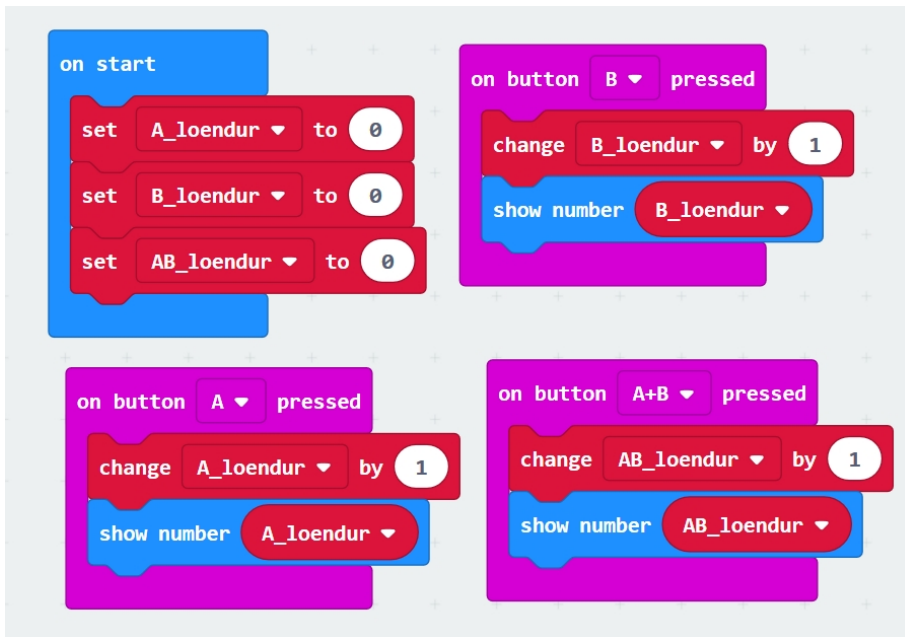 on start
set A_loendur to 0
set B_loendur to 0
set AB_loendur to 0
on button B pressed
change B_loendur by 1
show number B_loendur
on button A pressed
change A_loendur by 1
show number A_loendur
on button A+B pressed
change AB_loendur by 1
show number AB_loendur